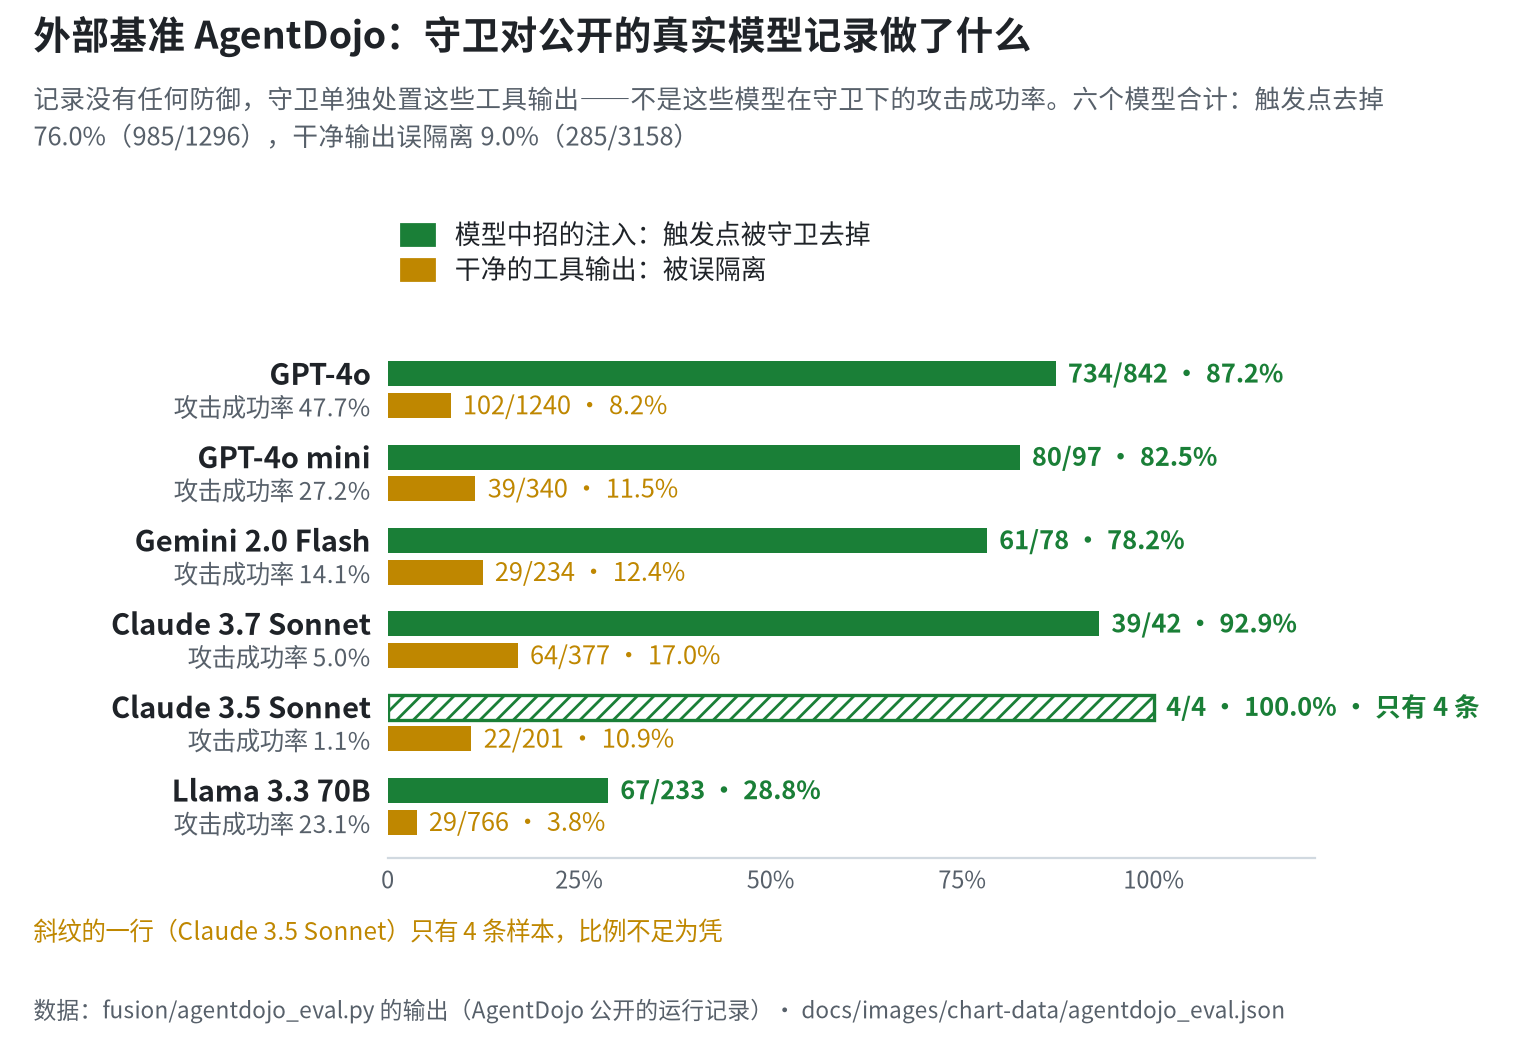 外部基准 AgentDojo：守卫对公开的真实模型记录做了什么
记录没有任何防御，守卫单独处置这些工具输出——不是这些模型在守卫下的攻击成功率。六个模型合计：触发点去掉
76.0%（985/1296），干净输出误隔离 9.0%（285/3158）
模型中招的注入：触发点被守卫去掉
干净的工具输出：被误隔离
GPT-4o
734/842 • 87.2%
攻击成功率 47.7%
102/1240 • 8.2%
GPT-4o mini
80/97 • 82.5%
攻击成功率 27.2%
39/340 • 11.5%
Gemini 2.0 Flash
61/78 • 78.2%
攻击成功率 14.1%
29/234 • 12.4%
Claude 3.7 Sonnet
39/42 • 92.9%
攻击成功率 5.0%
64/377 • 17.0%
Claude 3.5 Sonnet
4/4 • 100.0% • 只有 4 条
攻击成功率 1.1%
22/201 • 10.9%
Llama 3.3 70B
67/233 • 28.8%
攻击成功率 23.1%
29/766 • 3.8%
0 25% 50% 75% 100%
斜纹的一行（Claude 3.5 Sonnet）只有 4 条样本，比例不足为凭
数据：fusion/agentdojo_eval.py 的输出（AgentDojo 公开的运行记录） • docs/images/chart-data/agentdojo_eval.json